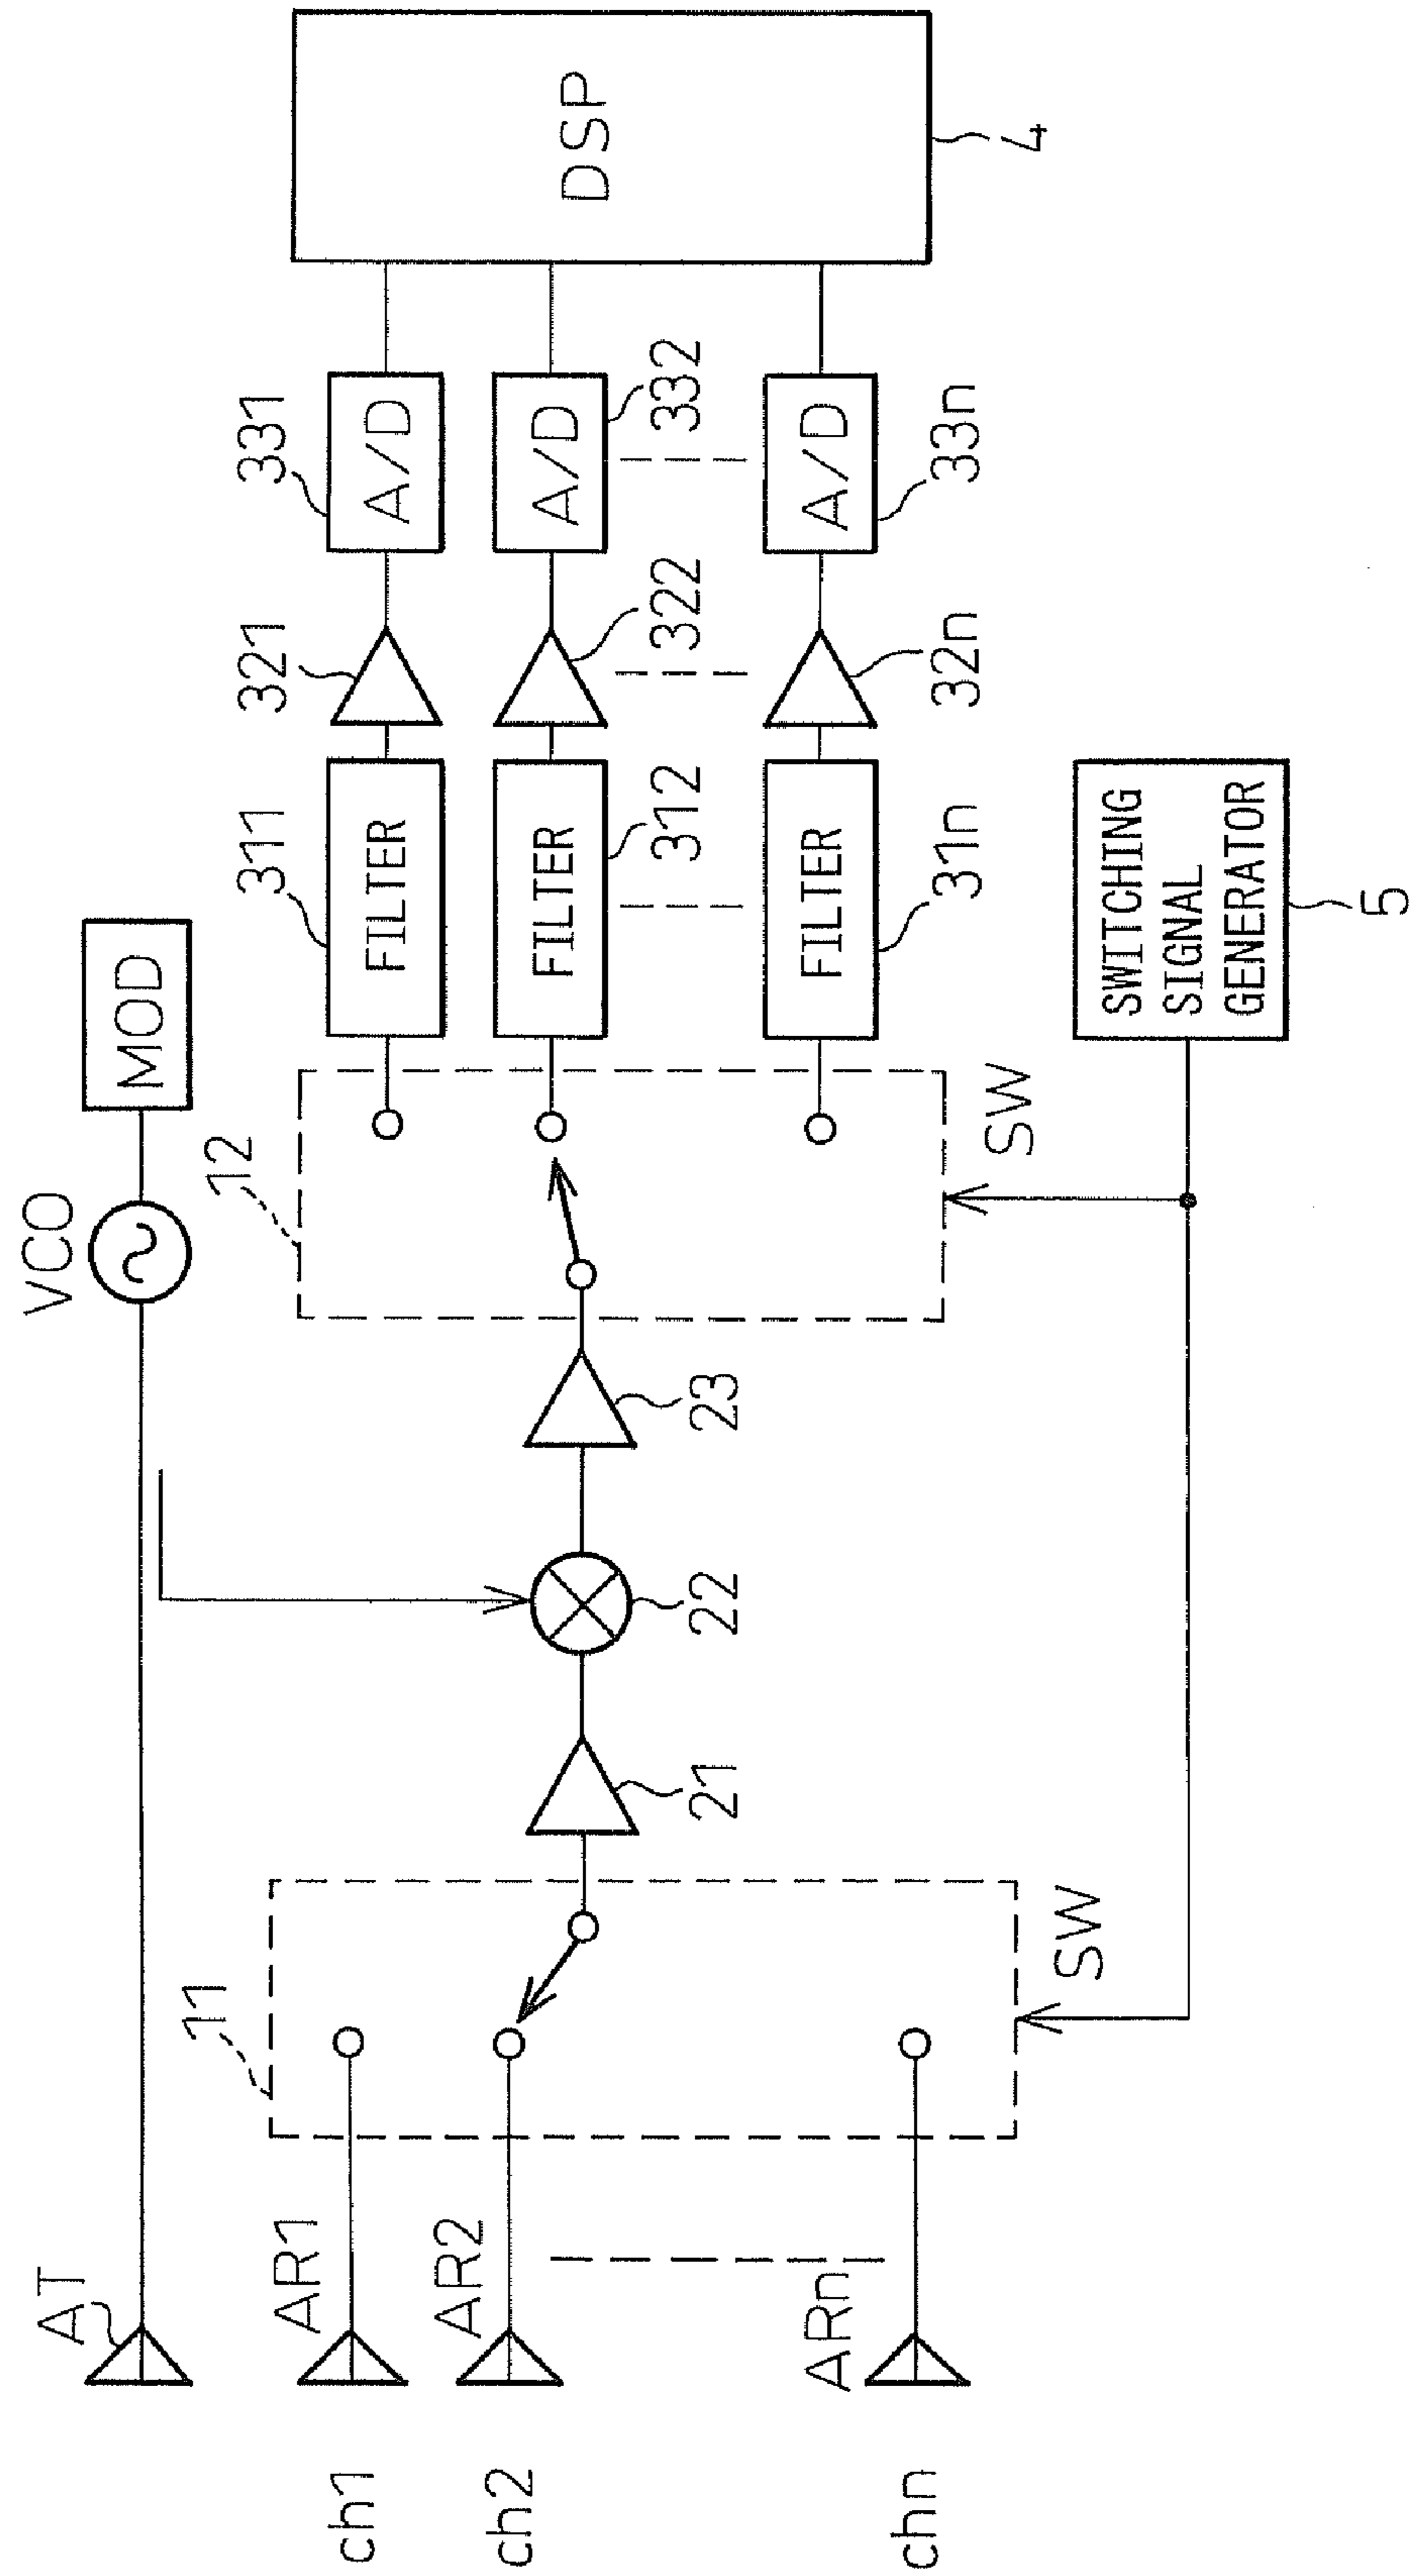 AT
VCO
MOD
11
12
311
321
331
FILTER
A/D
ch1
AR1
ch2
AR2
21
22
23
FILTER
A/D
312
322
332
DSP
4
chn
ARn
FILTER
A/D
31n
32n
33n
SW
SW
SWITCHING
SIGNAL
GENERATOR
5